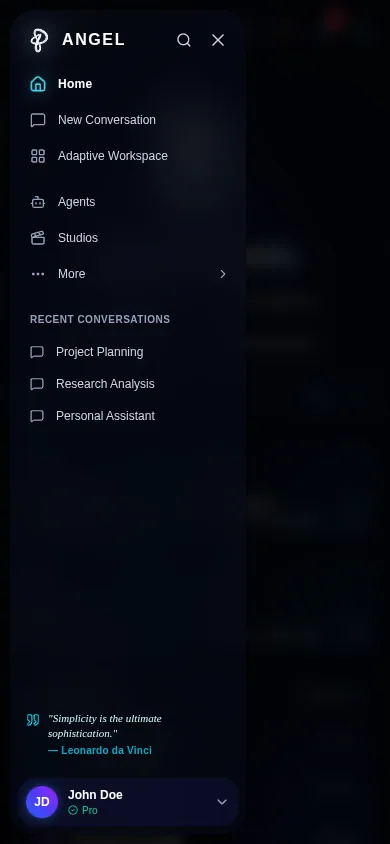 ANGEL
Home
New Conversation
Adaptive Workspace
Agents
Studios
More
RECENT CONVERSATIONS
Project Planning
Research Analysis
Personal Assistant
"Simplicity is the ultimate
sophistication."
— Leonardo da Vinci
JD
John Doe
Pro